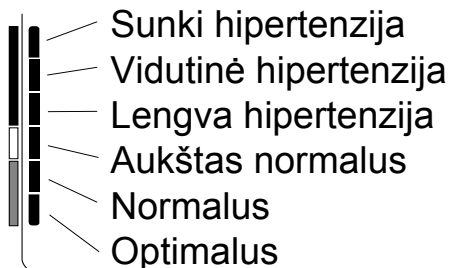 Sunki hipertenzija
Vidutinė hipertenzija
Lengva hipertenzija
Aukštas normalus
Normalus
Optimalus